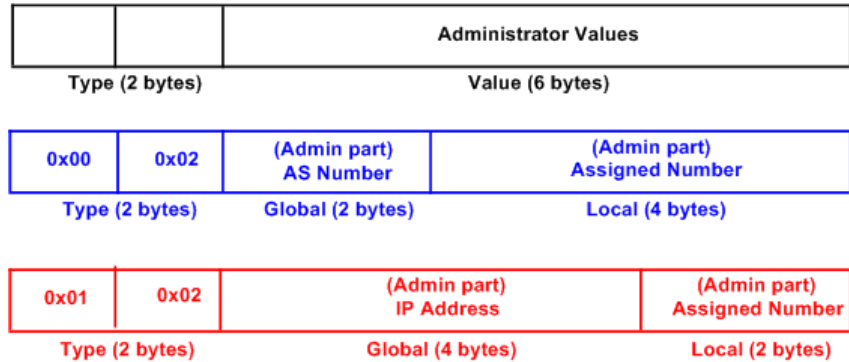 Administrator Values
Type (2 bytes) Value (6 bytes)
0x00 0x02 (Admin part) AS Number (Admin part) Assigned Number
Type (2 bytes) Global (2 bytes) Local (4 bytes)
0x01 0x02 (Admin part) IP Address (Admin part) Assigned Number
Type (2 bytes) Global (4 bytes) Local (2 bytes)